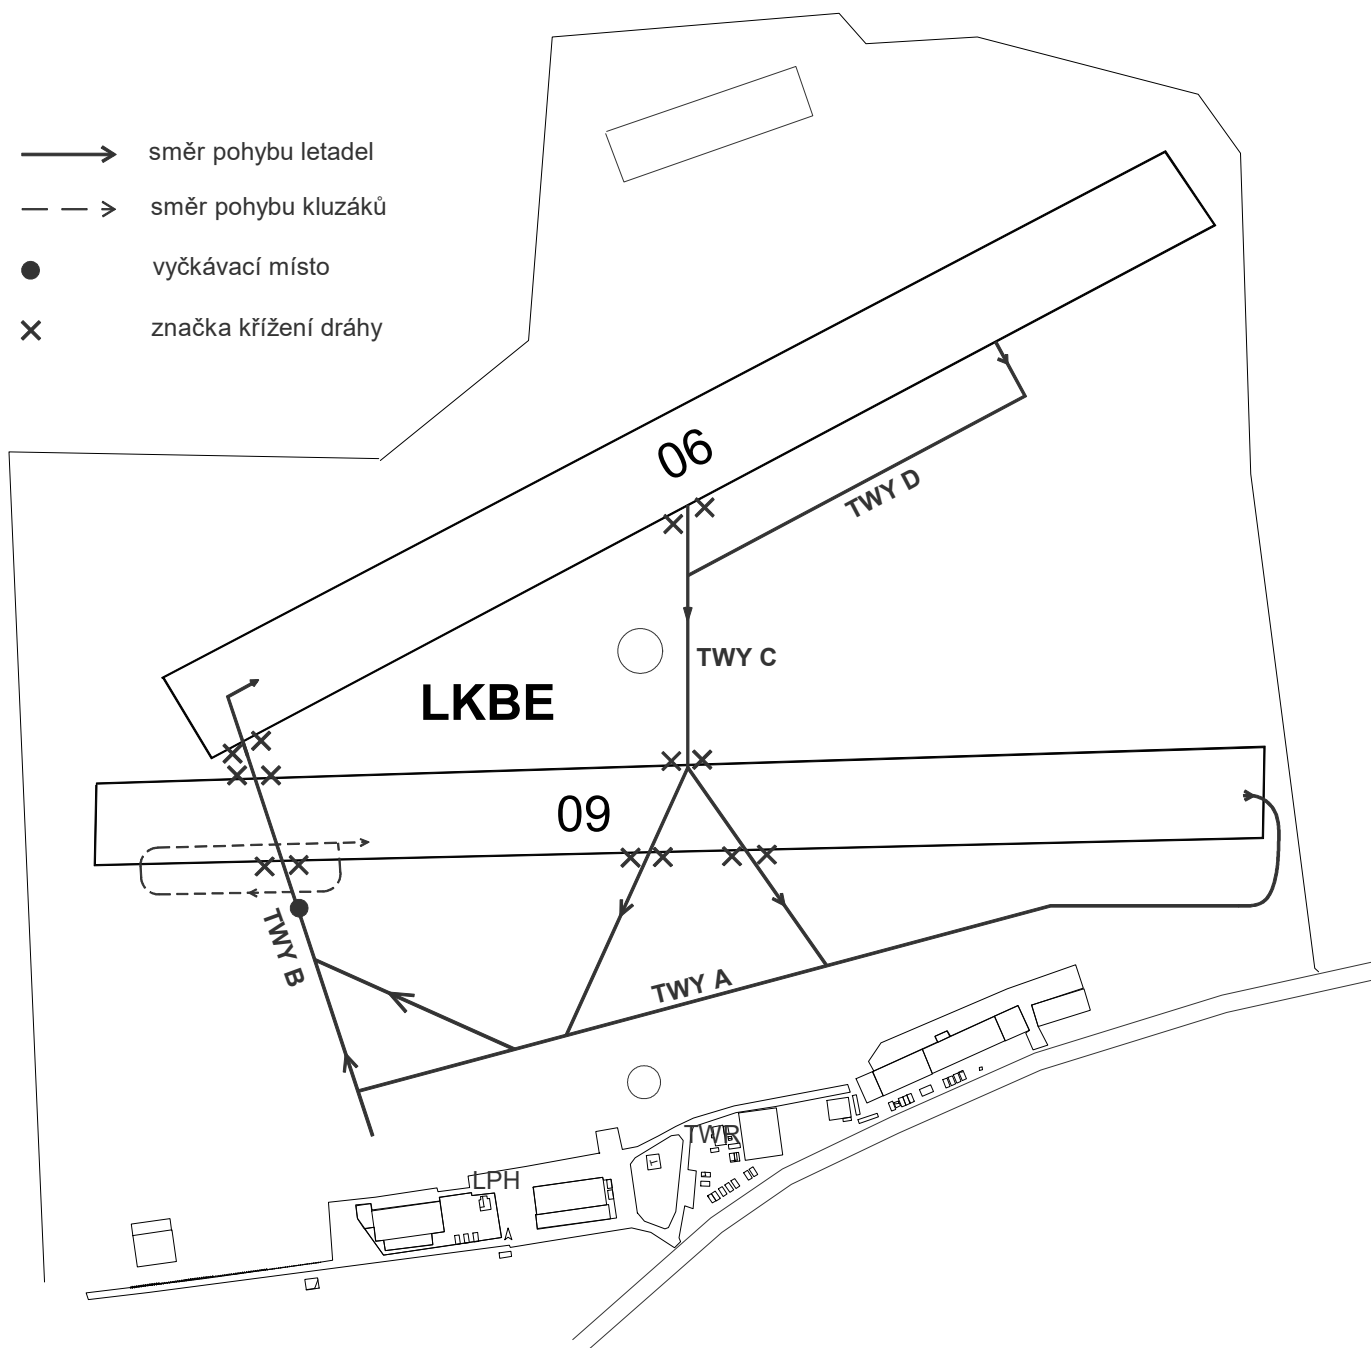 směr pohybu letadel
směr pohybu kluzáků
vyčkávací místo
značka křížení dráhy
06
TWY D
TWY C
LKBE
09
TWY B
TWY A
TWR
LPH
T